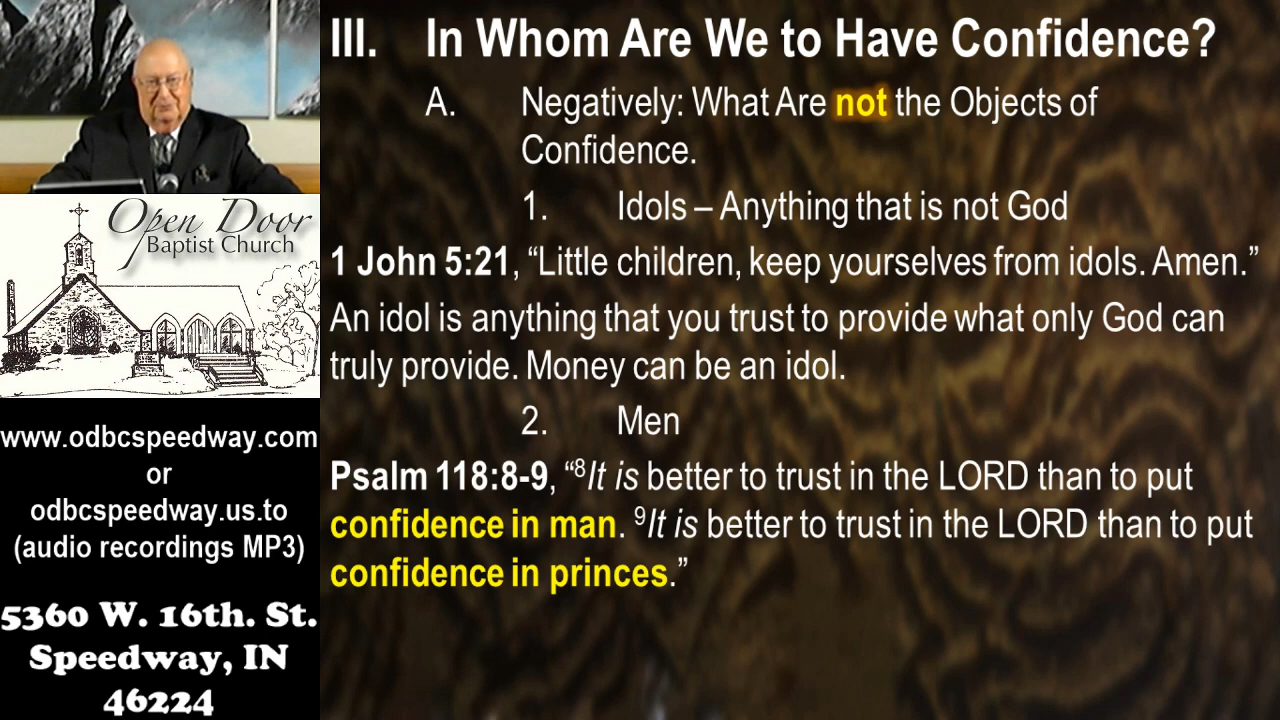 III. In Whom Are We to Have Confidence?
A. Negatively: What Are not the Objects of
Confidence.
1. Idols – Anything that is not God
1 John 5:21, “Little children, keep yourselves from idols. Amen.”
An idol is anything that you trust to provide what only God can
truly provide. Money can be an idol.
2. Men
Psalm 118:8-9, “⁸It is better to trust in the LORD than to put
confidence in man. ⁹It is better to trust in the LORD than to put
confidence in princes.”
Open Door
Baptist Church
www.odbcspeedway.com
or
odbcspeedway.us.to
(audio recordings MP3)
5360 W. 16th. St.
Speedway, IN
46224